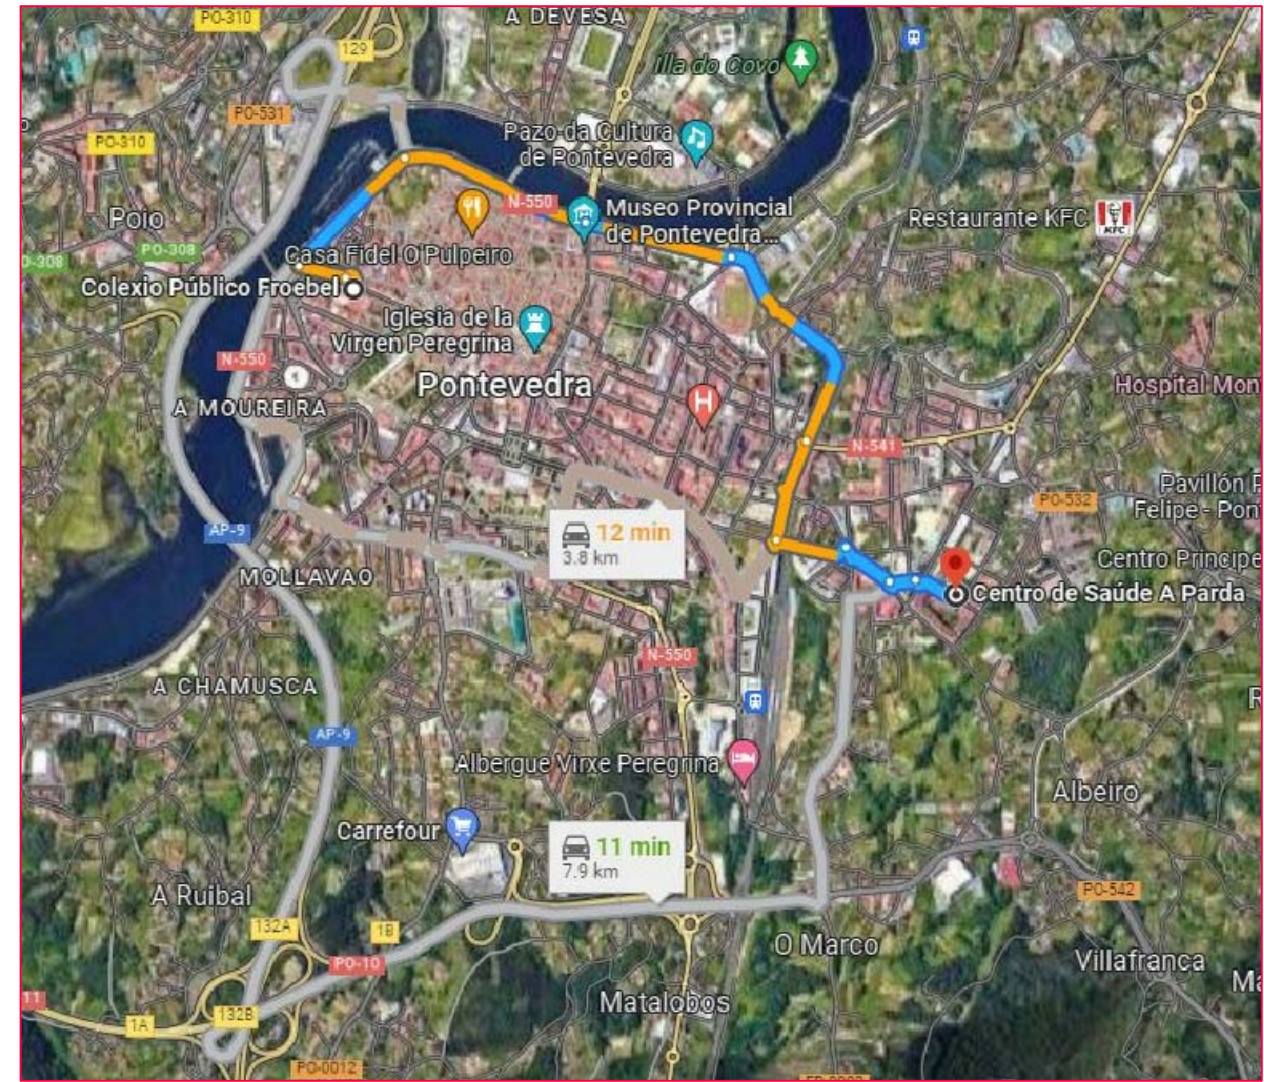 PO-310
A DEVESA
129
Illa do Covo
PO-531
PO-310
Pazo da Cultura
de Pontevedra
N-550
Poio
Museo Provincial
de Pontevedra...
Restaurante KFC
KFC
PO-308
Casa Fidel O'Pulpeiro
Colexio Público Froebel
Iglesia de la
Virgen Peregrina
N-550
1
Pontevedra
H
Hospital Mon
A MOUREIRA
N-541
Pavillón
Felipe - Pon
PO-532
12 min
3.8 km
AP-9
MOLLAVAO
Centro Principe
Centro de Saúde A Parda
N-550
A CHAMUSCA
AP-9
Albergue Virxe Peregrina
Albeiro
Carrefour
11 min
7.9 km
A Ruibal
PO-542
132A
1B
O Marco
PO-10
Villafranca
Matalobos
1A
132B
PO-0012